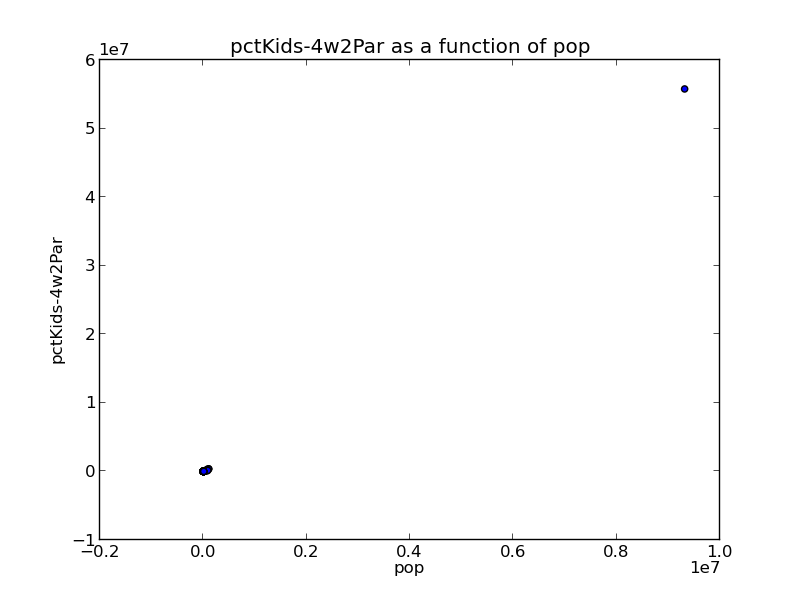 pctKids-4w2Par as a function of pop
1e7
6
5
4
3
2
1
0
−1
pctKids-4w2Par
−0.2 0.0 0.2 0.4 0.6 0.8 1.0
pop
1e7